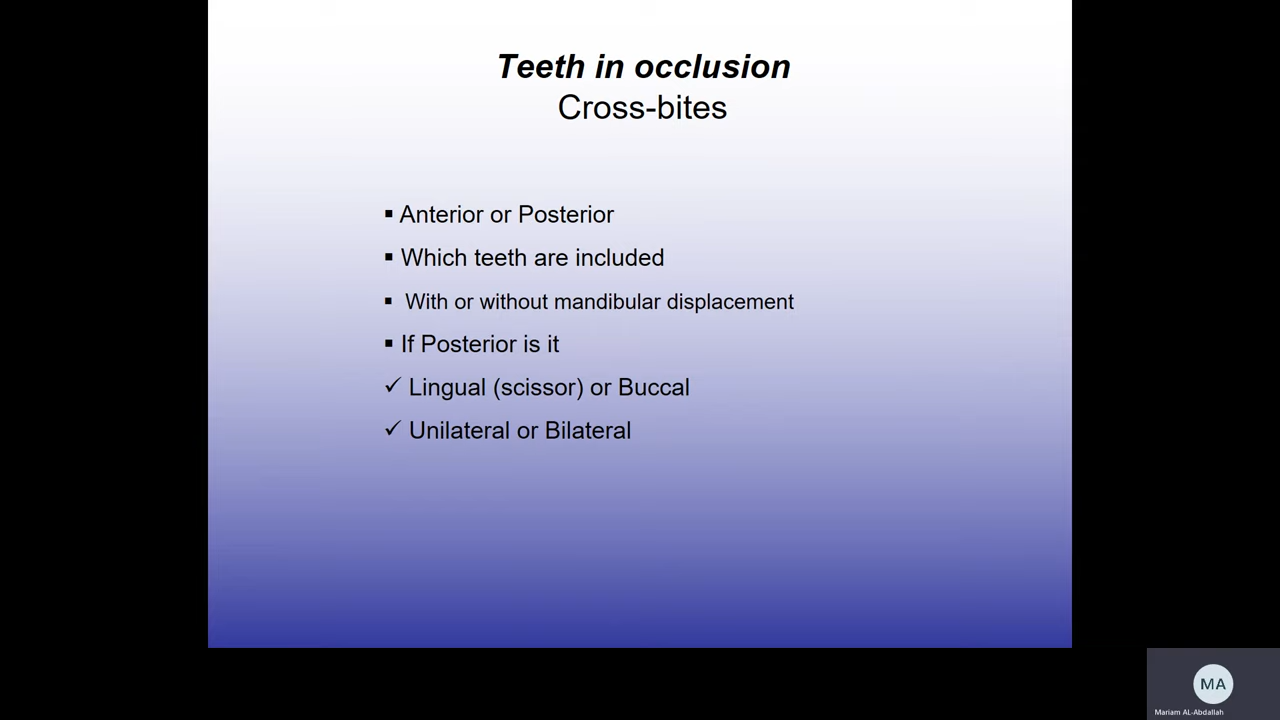 Teeth in occlusion
Cross-bites
▪ Anterior or Posterior
▪ Which teeth are included
▪ With or without mandibular displacement
▪ If Posterior is it
✓ Lingual (scissor) or Buccal
✓ Unilateral or Bilateral
MA
Mariam AL-Abdallah